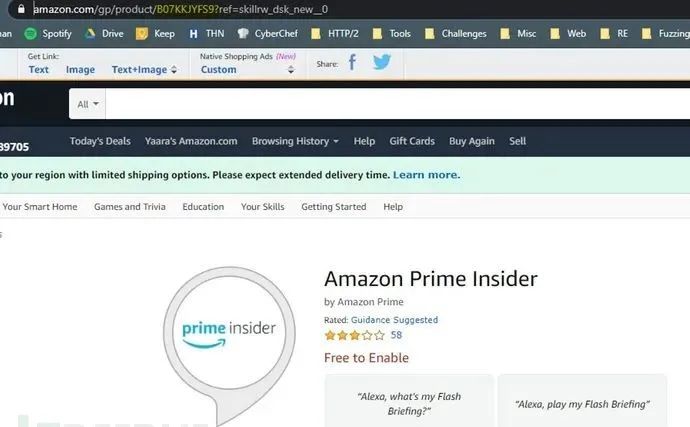 amazon.com/gp/product/B07KKJYFS9?ref=skillrw_dsk_new__0
Spotify Drive Keep HTHN CyberChef HTTP/2 Tools Challenges Misc Web RE Fuzzing
Get Link: Native Shopping Ads (New) Share:
Text Image Text+Image Custom
All
Today's Deals Yaara's Amazon.com Browsing History Help Gift Cards Buy Again Sell
39705
to your region with limited shipping options. Please expect extended delivery time. Learn more.
Your Smart Home Games and Trivia Education Your Skills Getting Started Help
Amazon Prime Insider
by Amazon Prime
Rated: Guidance Suggested
58
prime insider
Free to Enable
“Alexa, what's my Flash Briefing?”
“Alexa, play my Flash Briefing”